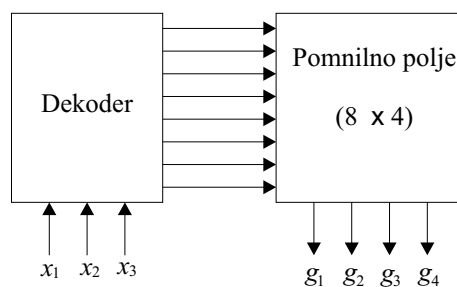 Dekoder
Pomnilno polje
(8 x 4)
x1 x2 x3
g1 g2 g3 g4